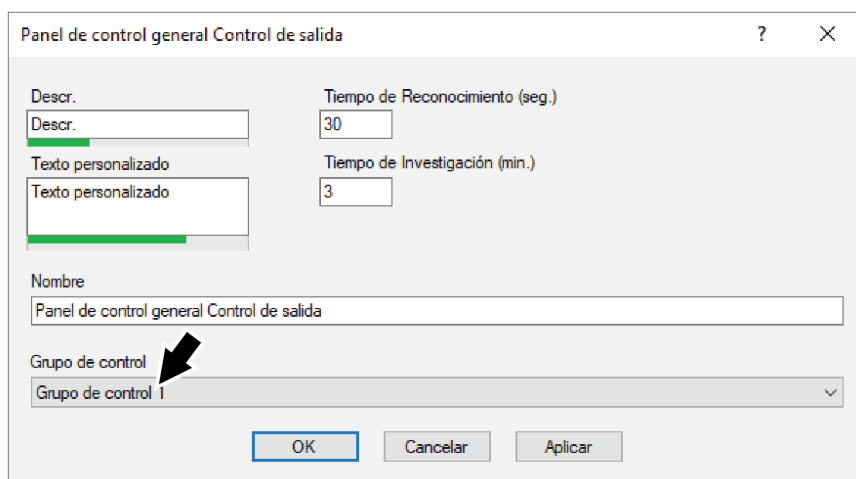 Panel de control general Control de salida
?
Descr.
Descr.
Texto personalizado
Texto personalizado
Tiempo de Reconocimiento (seg.)
30
Tiempo de Investigación (min.)
3
Nombre
Panel de control general Control de salida
Grupo de control
Grupo de control 1
OK
Cancelar
Aplicar